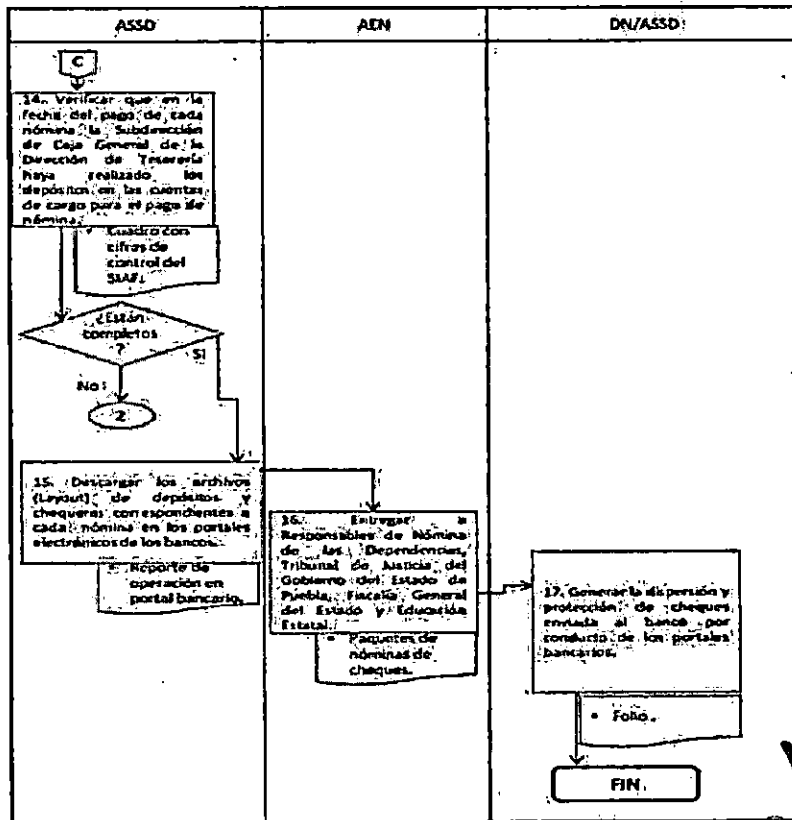 ASSD
AEN
DN/ASSD
C
14. Verificar que en la
fecha del pago de cada
nómina, la Subdirección
de Caja General de la
Dirección de Tesorería
haya realizado los
depósitos en las cuentas
de cargo para el pago de
nómina.
• Cuadro con
cifras de
control del
SIAF.
¿Están
completos
?
Si
No
2
15. Descargar los archivos
(Layout) de depósitos y
chequeras correspondientes a
cada nómina en los portales
electrónicos de los bancos.
• Reporte de
operación en
portal bancario.
16. Entregar a
Responsables de Nómina
de las Dependencias,
Tribunal de Justicia del
Gobierno del Estado de
Puebla, Fiscalía General
del Estado y Educación
Estatal.
• Paquetes de
nóminas de
cheques.
17. Generar la dispersión y
protección de cheques
enviada al banco por
conducto de los portales
bancarios.
• Folio.
FIN.